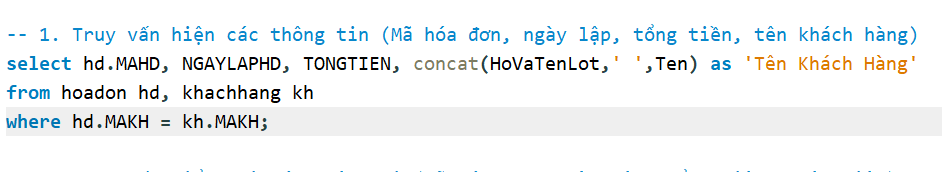 -- 1. Truy vấn hiện các thông tin (Mã hóa đơn, ngày lập, tổng tiền, tên khách hàng)
select hd.MAHD, NGAYLAPHD, TONGTIEN, concat(HoVaTenLot,' ',Ten) as 'Tên Khách Hàng'
from hoadon hd, khachhang kh
where hd.MAKH = kh.MAKH;